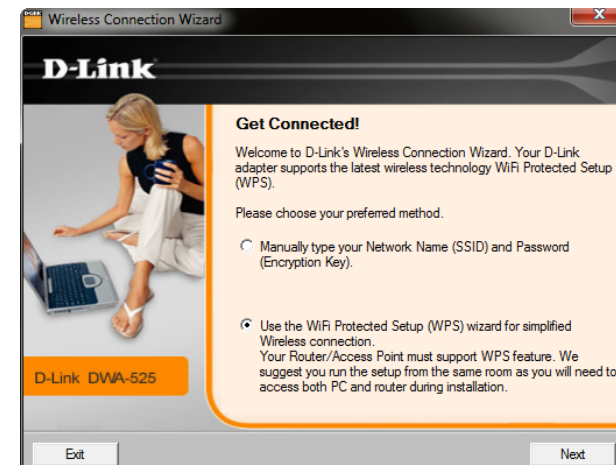 Wireless Connection Wizard
D-Link
Get Connected!
Welcome to D-Link's Wireless Connection Wizard. Your D-Link
adapter supports the latest wireless technology WiFi Protected Setup
(WPS).
Please choose your preferred method.
Manually type your Network Name (SSID) and Password
(Encryption Key).
Use the WiFi Protected Setup (WPS) wizard for simplified
Wireless connection.
Your Router/Access Point must support WPS feature. We
suggest you run the setup from the same room as you will need to
access both PC and router during installation.
D-Link DWA-525
Exit
Next